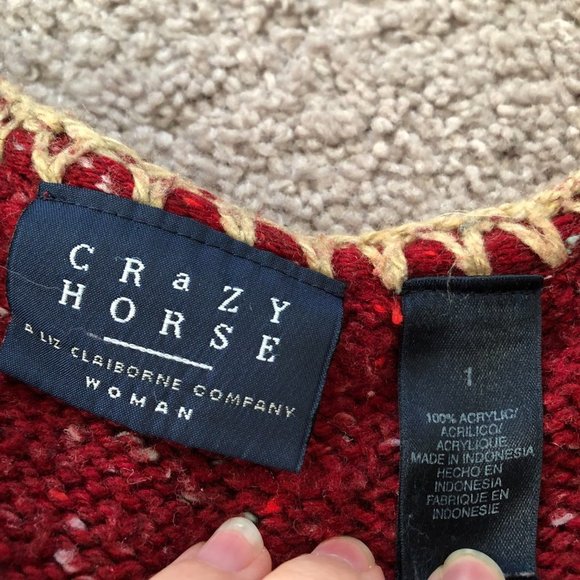 CRaZY
HORSE
A LIZ CLAIBORNE COMPANY
WOMAN
1
100% ACRYLIC/
ACRILICO/
ACRYLIQUE
MADE IN INDONESIA
HECHO EN
INDONESIA
FABRIQUE EN
INDONESIE